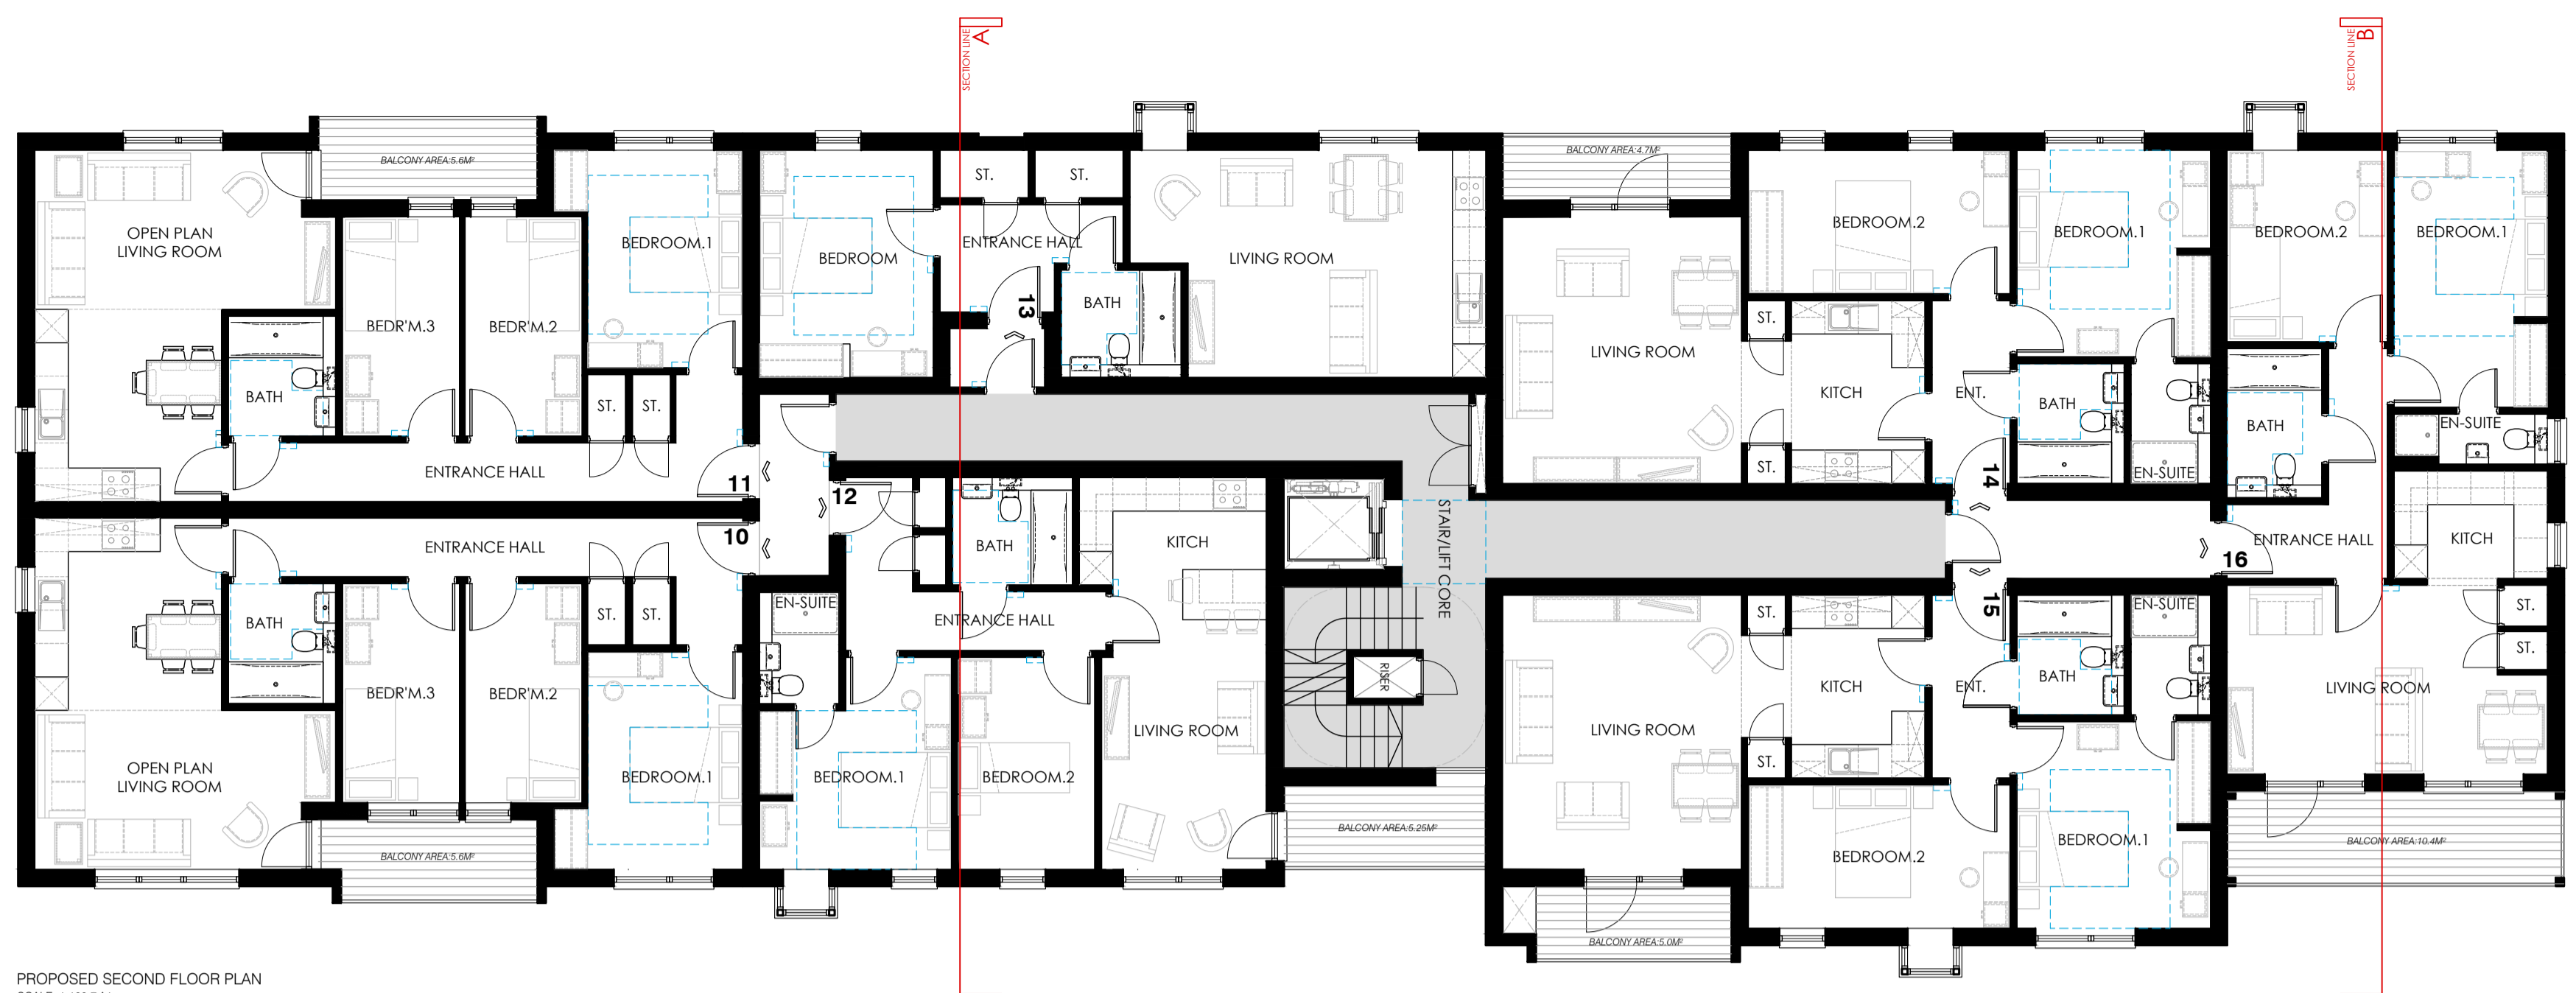 SECTION LINE
A
SECTION LINE
B
BALCONY AREA:5.6M²
BALCONY AREA:4.7M²
ST.
ST.
OPEN PLAN
LIVING ROOM
BEDROOM.1
BEDROOM
ENTRANCE HALL
LIVING ROOM
BEDROOM.2
BEDROOM.1
BEDROOM.2
BEDROOM.1
BEDR'M.3
BEDR'M.2
13
BATH
ST.
LIVING ROOM
KITCH
ENT.
BATH
BATH
ST.
ST.
BATH
EN-SUITE
ENTRANCE HALL
11
12
ST.
14
EN-SUITE
STAIR/LIFT CORE
ENTRANCE HALL
10
BATH
KITCH
ENTRANCE HALL
16
KITCH
BATH
ST.
ST.
EN-SUITE
ENTRANCE HALL
ST.
15
EN-SUITE
ST.
ST.
BEDR'M.3
BEDR'M.2
RISER
KITCH
ENT.
BATH
LIVING ROOM
OPEN PLAN
LIVING ROOM
BEDROOM.1
BEDROOM.1
BEDROOM.2
LIVING ROOM
LIVING ROOM
ST.
BALCONY AREA:5.6M²
BALCONY AREA:5.25M²
BEDROOM.2
BEDROOM.1
BALCONY AREA:10.4M²
BALCONY AREA:5.0M²
PROPOSED SECOND FLOOR PLAN